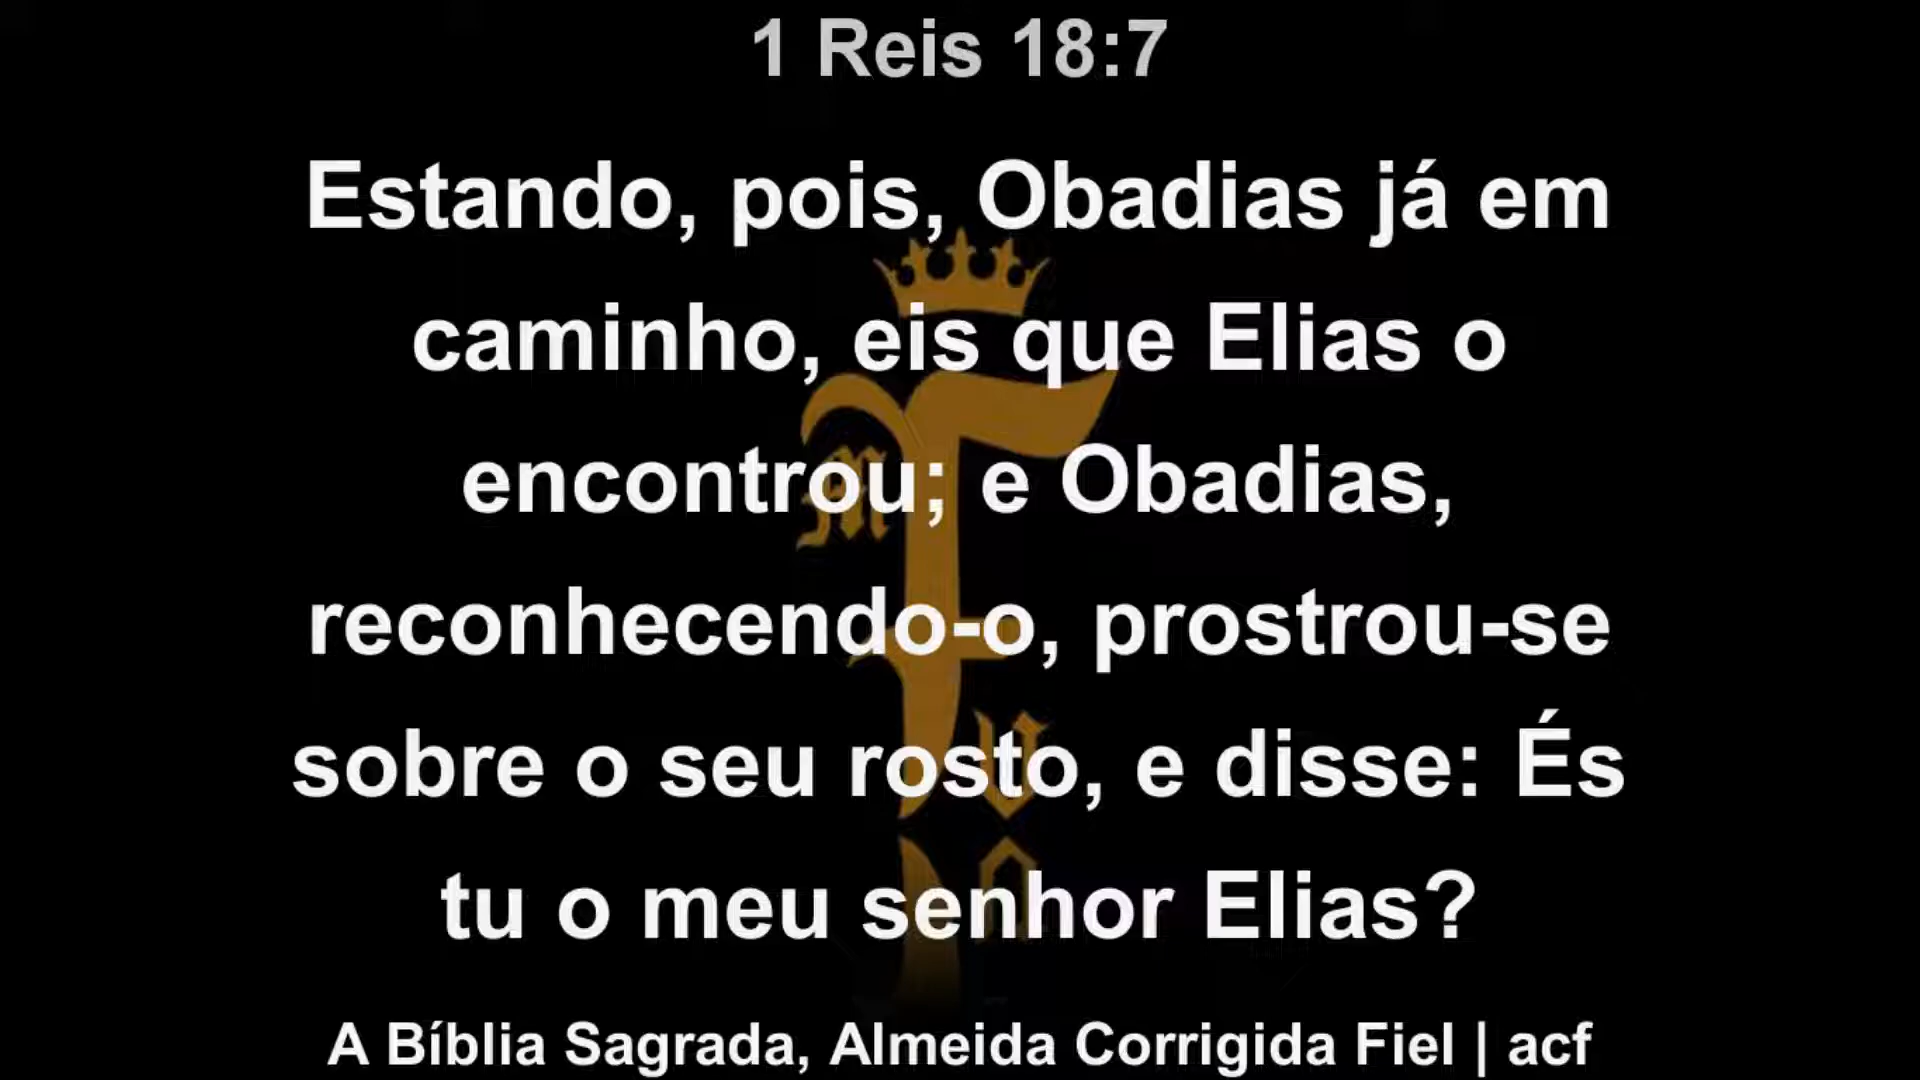 1 Reis 18:7
Estando, pois, Obadias já em
caminho, eis que Elias o
encontrou; e Obadias,
reconhecendo-o, prostrou-se
sobre o seu rosto, e disse: És
tu o meu senhor Elias?
A Bíblia Sagrada, Almeida Corrigida Fiel | acf